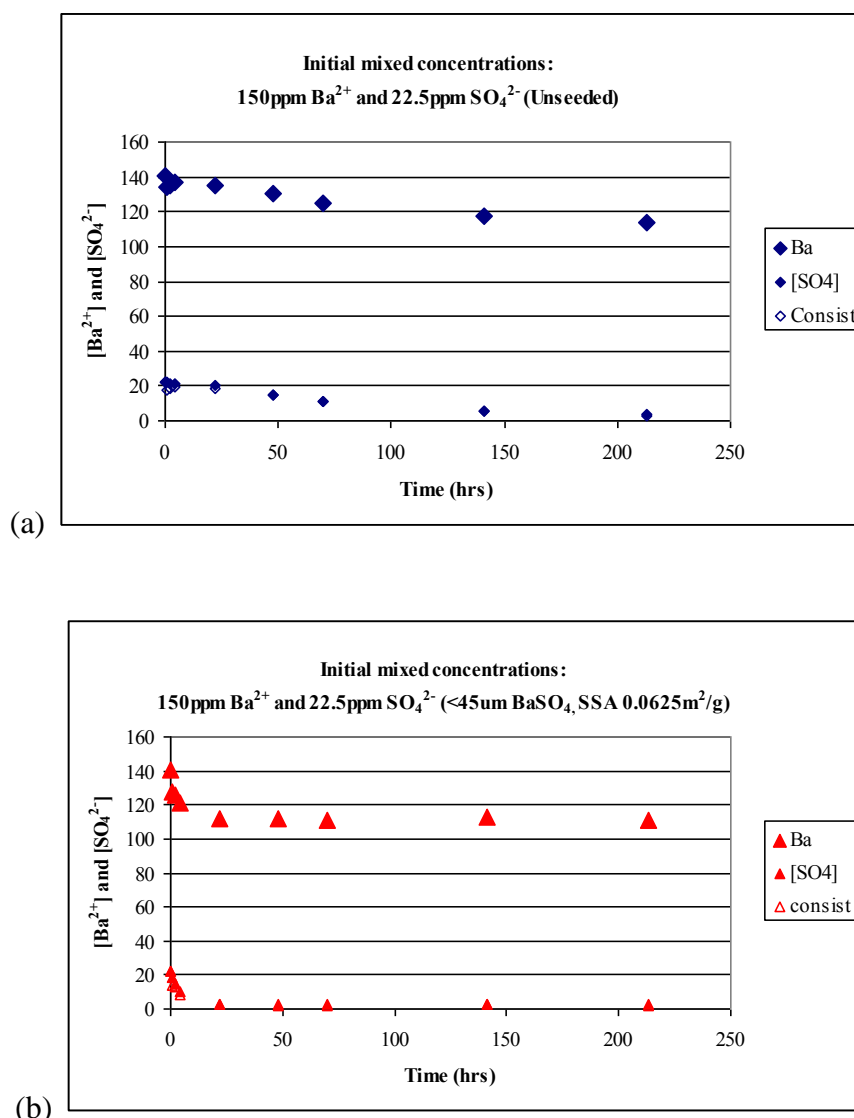 Initial mixed concentrations:
150ppm Ba²⁺ and 22.5ppm SO₄²⁻ (Unseeded)
[Ba²⁺] and [SO₄²⁻]
160
140
120
100
80
60
40
20
0
0 50 100 150 200 250
Time (hrs)
Ba
[SO4]
Consist
(a)
Initial mixed concentrations:
150ppm Ba²⁺ and 22.5ppm SO₄²⁻ (<45um BaSO₄, SSA 0.0625m²/g)
[Ba²⁺] and [SO₄²⁻]
160
140
120
100
80
60
40
20
0
0 50 100 150 200 250
Time (hrs)
Ba
[SO4]
consist
(b)